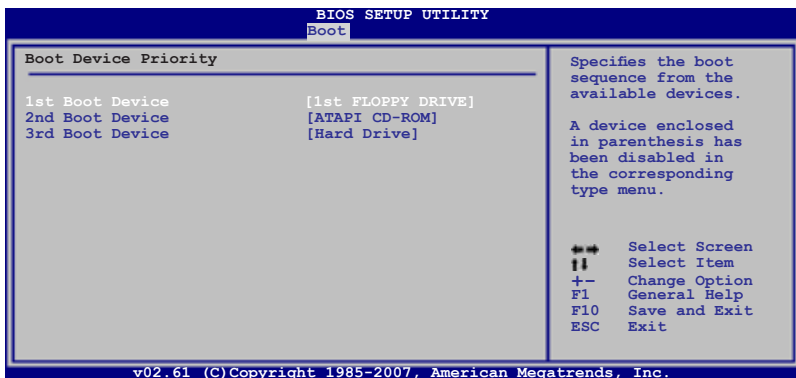 BIOS SETUP UTILITY
Boot
Boot Device Priority
1st Boot Device [1st FLOPPY DRIVE]
2nd Boot Device [ATAPI CD-ROM]
3rd Boot Device [Hard Drive]
Specifies the boot
sequence from the
available devices.
A device enclosed
in parenthesis has
been disabled in
the corresponding
type menu.
←→ Select Screen
↑↓ Select Item
+- Change Option
F1 General Help
F10 Save and Exit
ESC Exit
v02.61 (C)Copyright 1985-2007, American Megatrends, Inc.